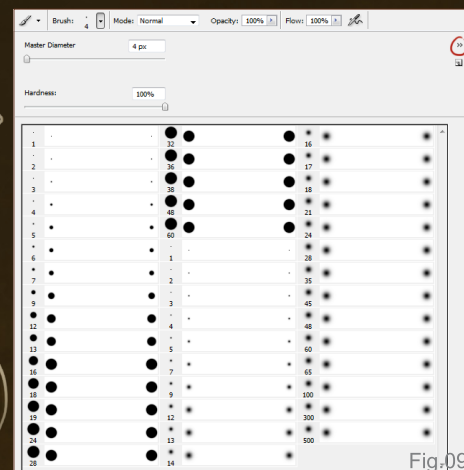 Brush: 4 Mode: Normal Opacity: 100% Flow: 100%
Master Diameter 4 px
»
Hardness: 100%
1 32 16
2 36 17
3 38 18
4 48 21
5 60 24
6 1 28
7 2 35
9 3 45
12 4 48
13 5 60
16 7 65
18 9 100
19 12 300
24 13 500
28 14
Fig.09